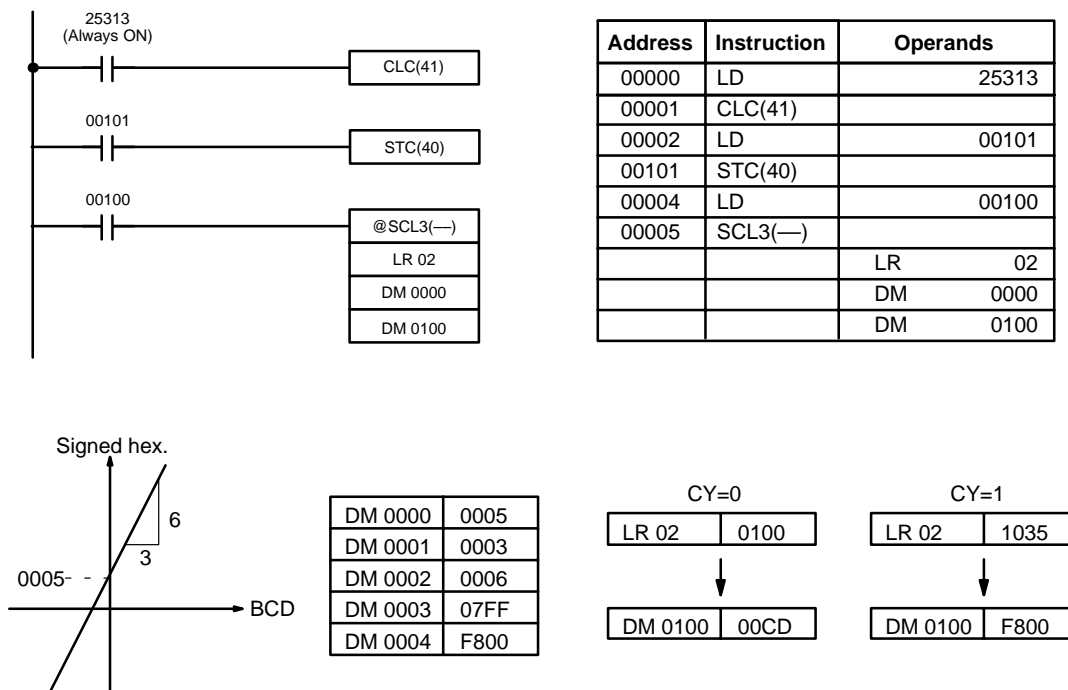 25313
(Always ON)
CLC(41)
00101
STC(40)
00100
@SCL3(––)
LR 02
DM 0000
DM 0100
Address Instruction Operands
00000 LD 25313
00001 CLC(41)
00002 LD 00101
00101 STC(40)
00004 LD 00100
00005 SCL3(––)
LR 02
DM 0000
DM 0100
Signed hex.
6
3
0005
BCD
DM 0000 0005
DM 0001 0003
DM 0002 0006
DM 0003 07FF
DM 0004 F800
CY=0
LR 02 0100
DM 0100 00CD
CY=1
LR 02 1035
DM 0100 F800